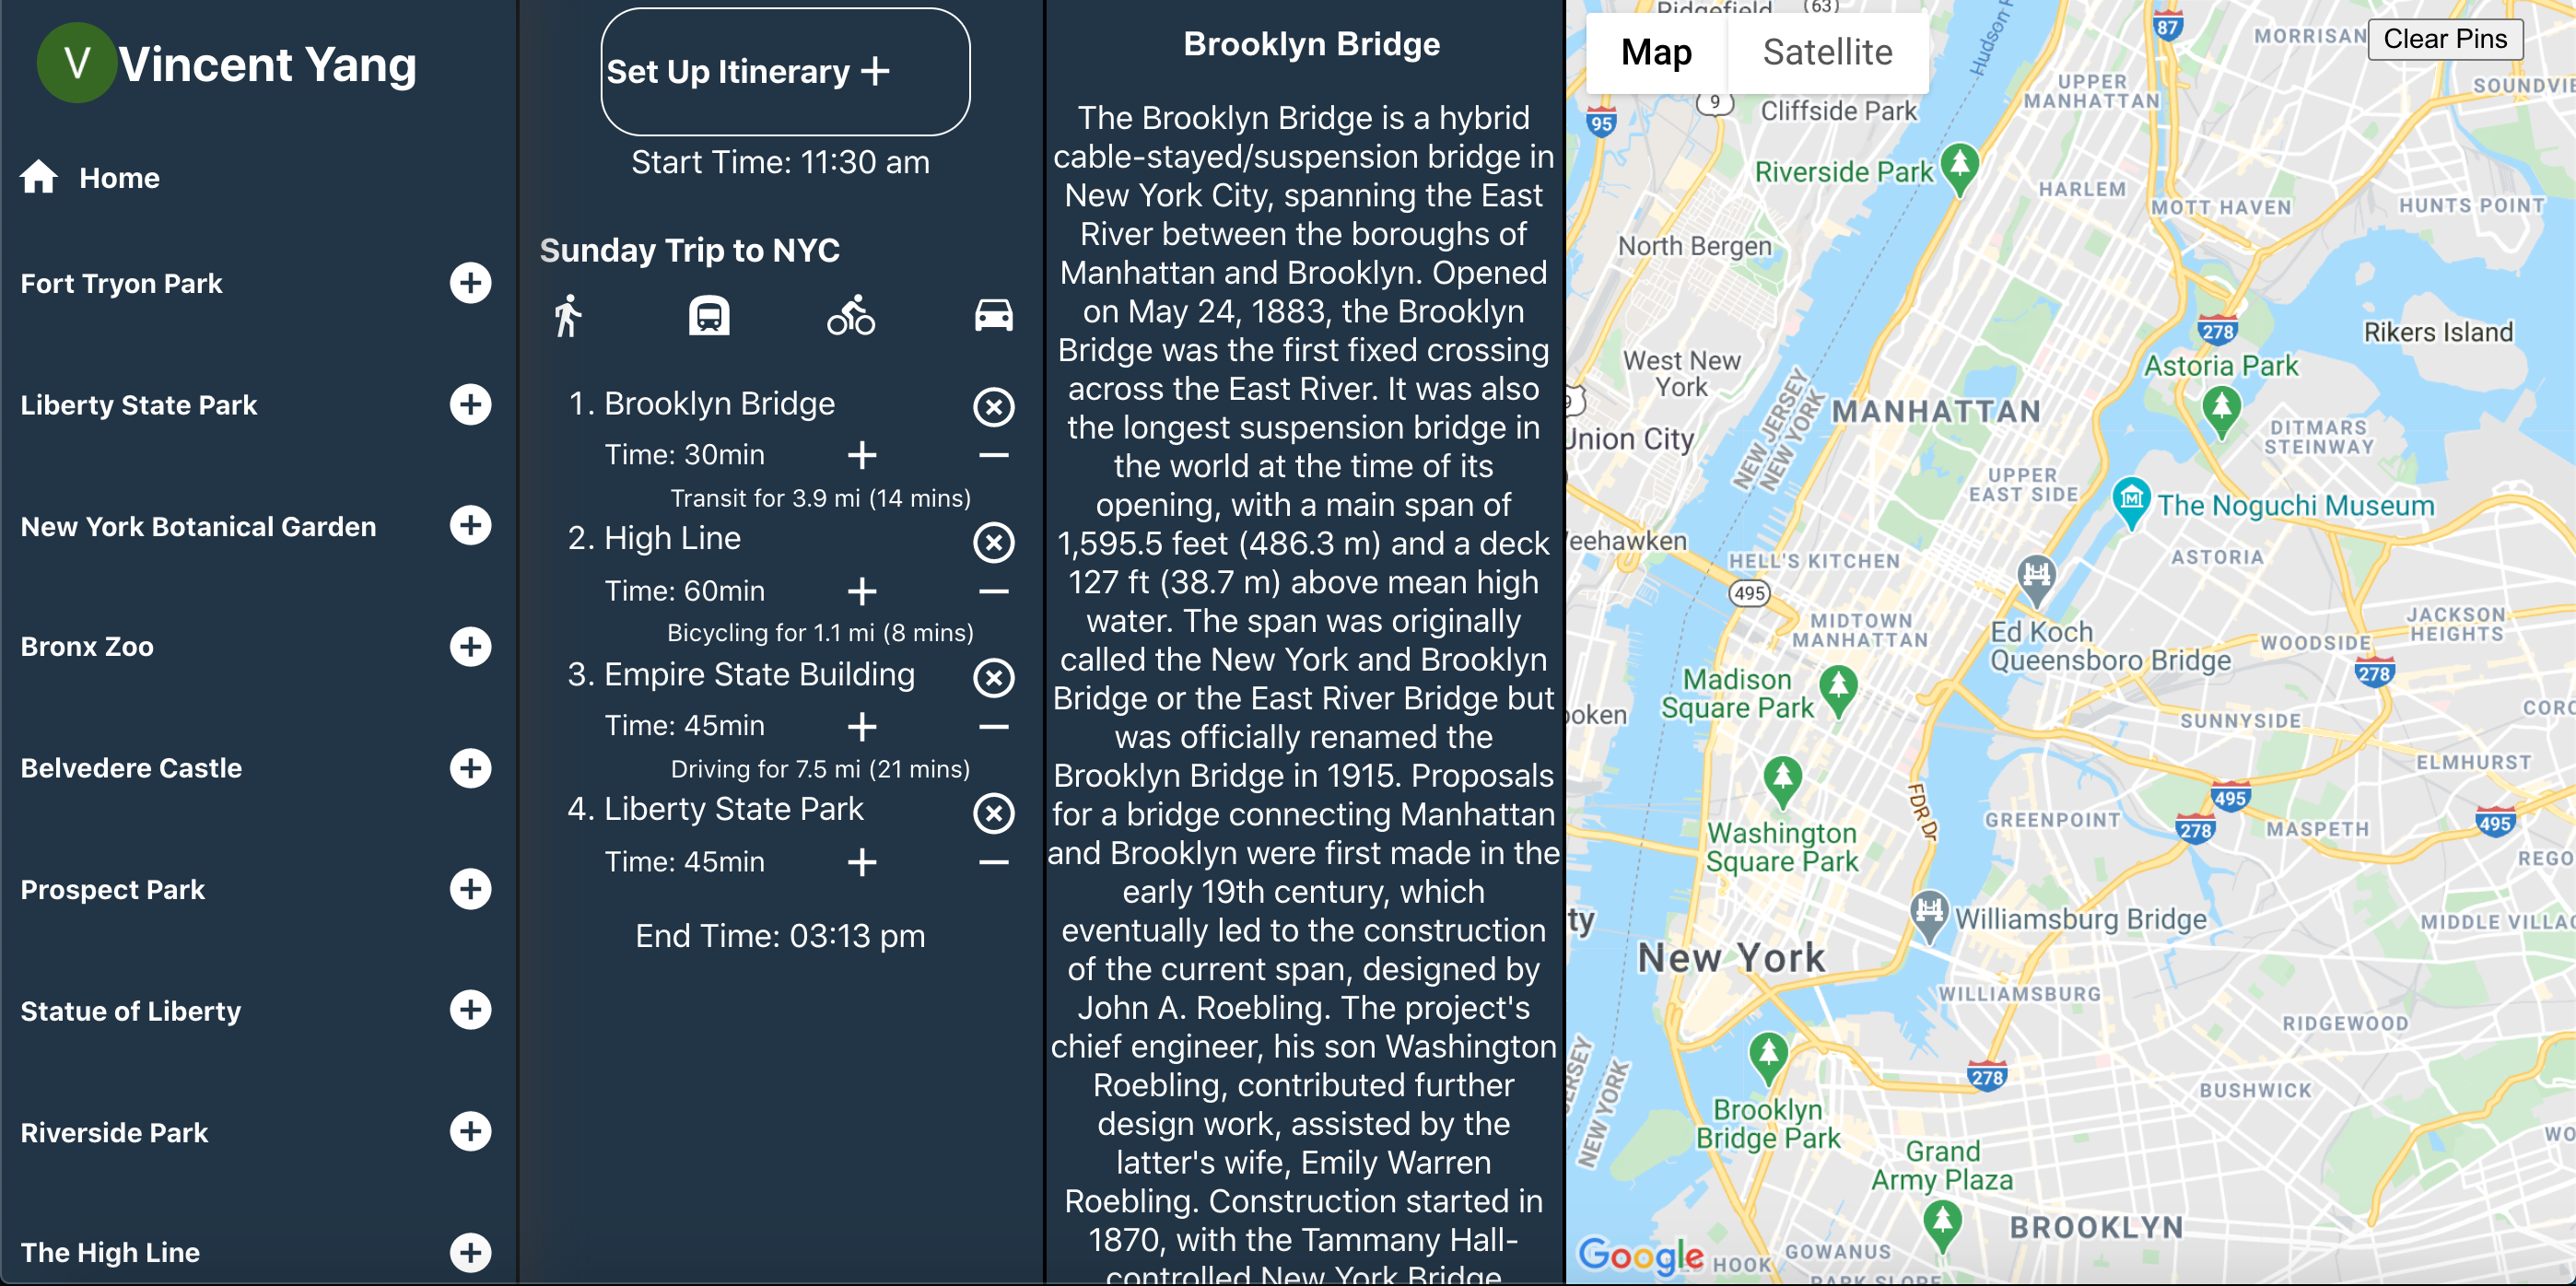 V Vincent Yang
Home
Fort Tryon Park
Liberty State Park
New York Botanical Garden
Bronx Zoo
Belvedere Castle
Prospect Park
Statue of Liberty
Riverside Park
The High Line
Set Up Itinerary +
Start Time: 11:30 am
Sunday Trip to NYC
1. Brooklyn Bridge
Time: 30min + −
Transit for 3.9 mi (14 mins)
2. High Line
Time: 60min + −
Bicycling for 1.1 mi (8 mins)
3. Empire State Building
Time: 45min + −
Driving for 7.5 mi (21 mins)
4. Liberty State Park
Time: 45min + −
End Time: 03:13 pm
Brooklyn Bridge
The Brooklyn Bridge is a hybrid
cable-stayed/suspension bridge in
New York City, spanning the East
River between the boroughs of
Manhattan and Brooklyn. Opened
on May 24, 1883, the Brooklyn
Bridge was the first fixed crossing
across the East River. It was also
the longest suspension bridge in
the world at the time of its
opening, with a main span of
1,595.5 feet (486.3 m) and a deck
127 ft (38.7 m) above mean high
water. The span was originally
called the New York and Brooklyn
Bridge or the East River Bridge but
was officially renamed the
Brooklyn Bridge in 1915. Proposals
for a bridge connecting Manhattan
and Brooklyn were first made in the
early 19th century, which
eventually led to the construction
of the current span, designed by
John A. Roebling. The project's
chief engineer, his son Washington
Roebling, contributed further
design work, assisted by the
latter's wife, Emily Warren
Roebling. Construction started in
1870, with the Tammany Hall-
controlled New York Bridge
Map
Satellite
Clear Pins
Ridgefield
63
Hudson
87
MORRISAN
SOUNDVIE
UPPER
MANHATTAN
9
Cliffside Park
95
Riverside Park
HARLEM
MOTT HAVEN
HUNTS POINT
North Bergen
278
Rikers Island
West New
York
Astoria Park
9
NEW JERSEY
NEW YORK
MANHATTAN
DITMARS
STEINWAY
Union City
UPPER
EAST SIDE
The Noguchi Museum
eehawken
HELL'S KITCHEN
ASTORIA
495
MIDTOWN
MANHATTAN
Ed Koch
Queensboro Bridge
JACKSON
HEIGHTS
WOODSIDE
278
Madison
Square Park
oken
SUNNYSIDE
CORO
ELMHURST
FDR Dr
495
Washington
Square Park
GREENPOINT
278
MASPETH
495
REGO
ty
Williamsburg Bridge
MIDDLE VILLAG
New York
WILLIAMSBURG
RIDGEWOOD
ERSEY
NEW YORK
278
BUSHWICK
Brooklyn
Bridge Park
WO
Grand
Army Plaza
BROOKLYN
Google
HOOK
GOWANUS
PARK SLOPE